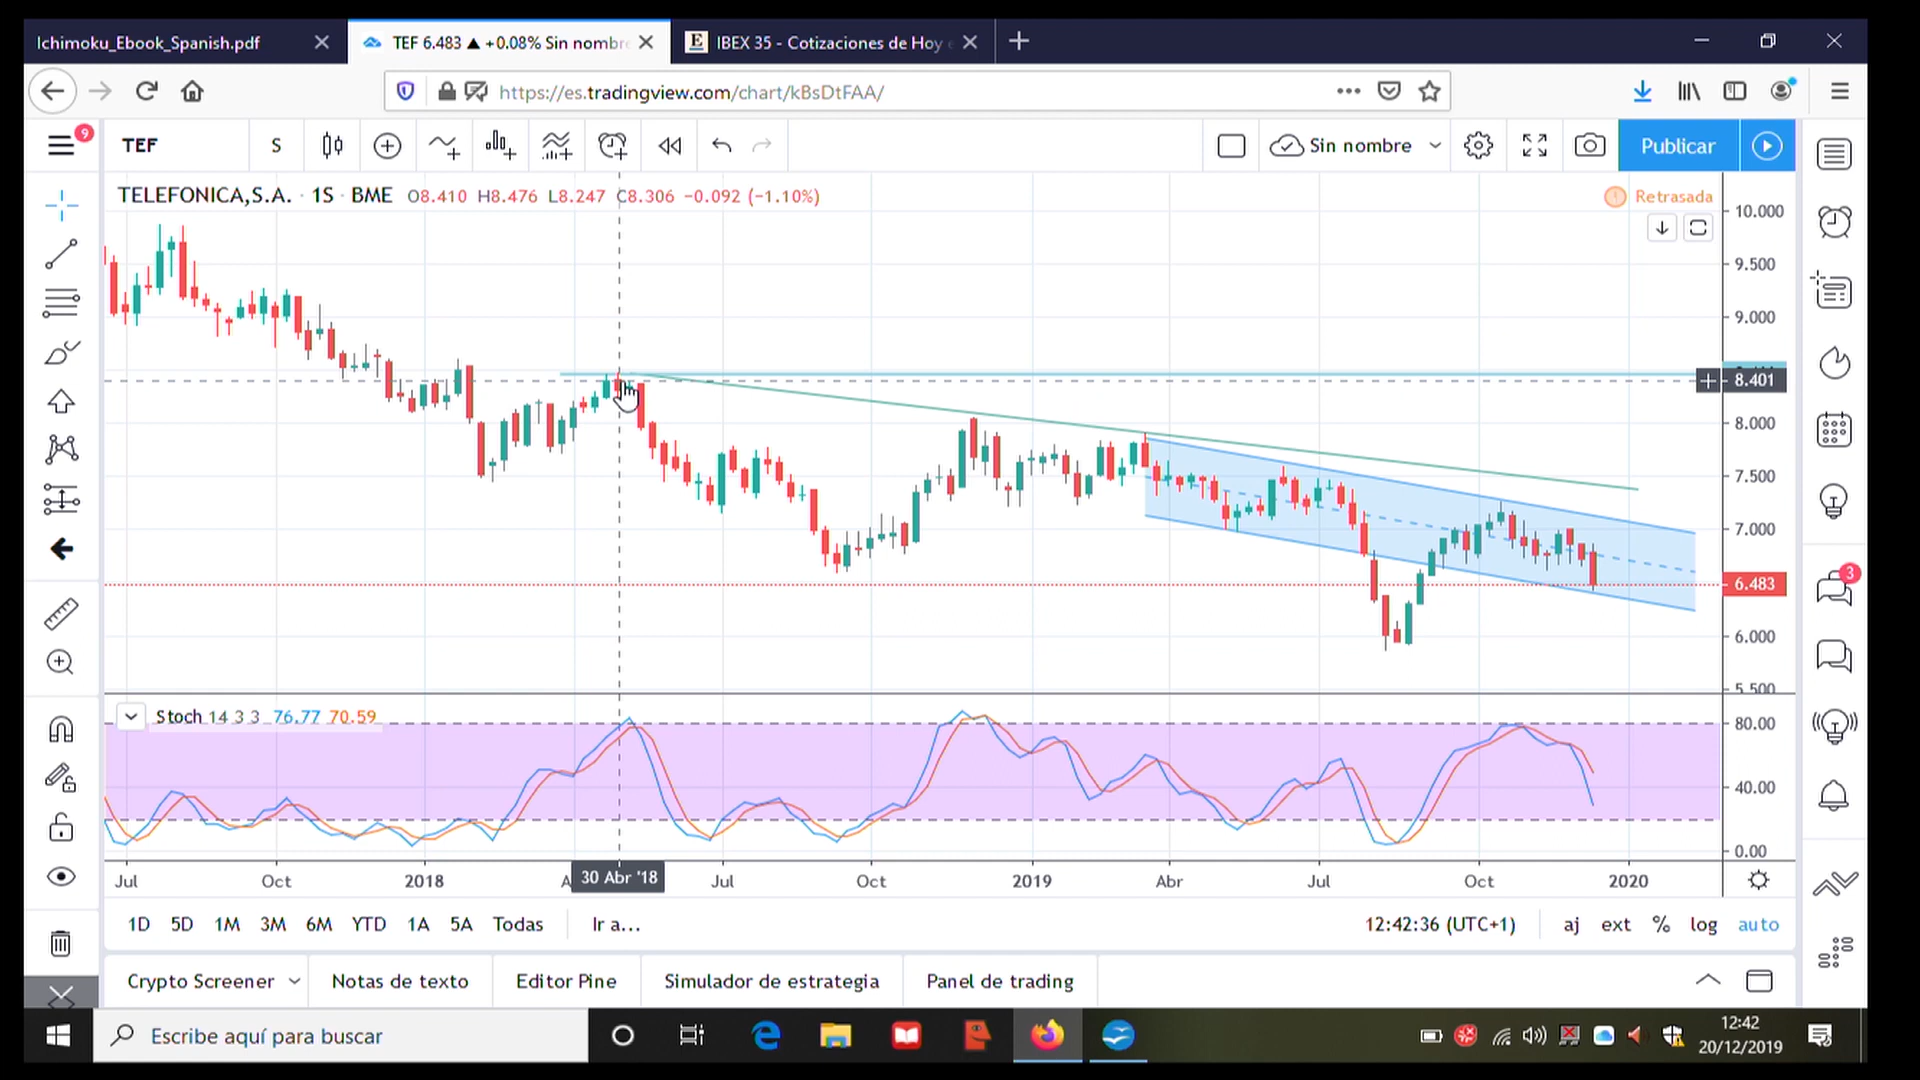 Ichimoku_Ebook_Spanish.pdf
TEF 6.483 ▲ +0.08% Sin nombre
IBEX 35 - Cotizaciones de Hoy
https://es.tradingview.com/chart/kBsDtFAA/
9
TEF
S
Sin nombre
Publicar
TELEFONICA,S.A. · 1S · BME O8.410 H8.476 L8.247 C8.306 −0.092 (−1.10%)
Retrasada
10.000
9.500
9.000
8.401
8.000
7.500
7.000
6.483
6.000
5.500
3
Stoch 14 3 3 76.77 70.59
80.00
40.00
0.00
Jul Oct 2018 A 30 Abr '18 Jul Oct 2019 Abr Jul Oct 2020
1D 5D 1M 3M 6M YTD 1A 5A Todas Ir a... 12:42:36 (UTC+1) aj ext % log auto
Crypto Screener Notas de texto Editor Pine Simulador de estrategia Panel de trading
Escribe aquí para buscar
12:42
20/12/2019